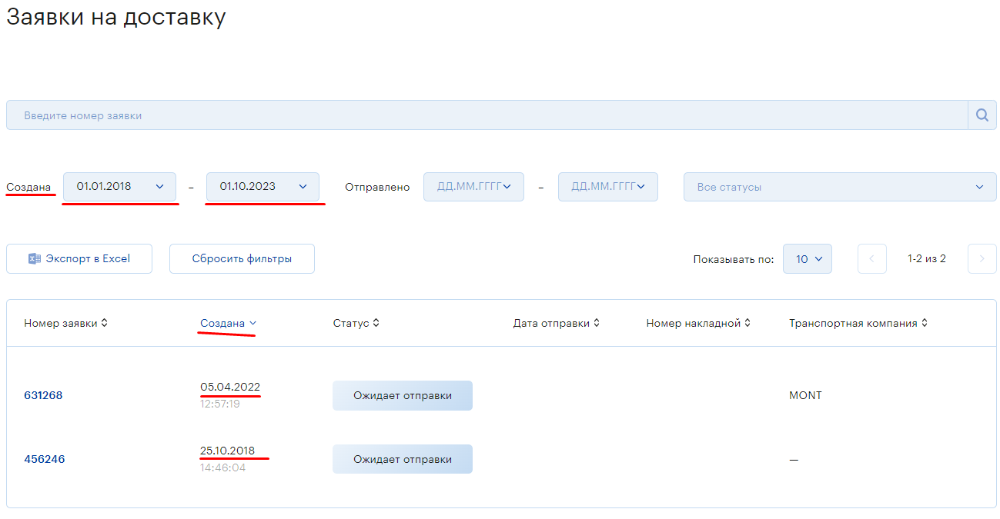 Заявки на доставку
Введите номер заявки
Создана 01.01.2018 – 01.10.2023 Отправлено ДД.ММ.ГГГГ – ДД.ММ.ГГГГ Все статусы
Экспорт в Excel Сбросить фильтры Показывать по: 10 1-2 из 2
Номер заявки Создана Статус Дата отправки Номер накладной Транспортная компания
631268 05.04.2022 12:57:19 Ожидает отправки MONT
456246 25.10.2018 14:46:04 Ожидает отправки —